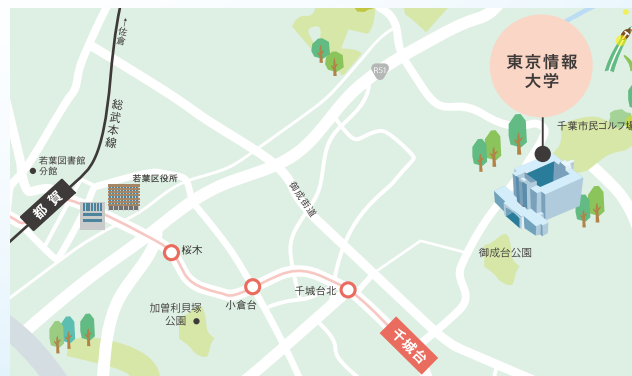 ↑佐倉
総武本線
若葉図書館
分館
若葉区役所
都賀
RS1
東京情報
大学
千葉市民ゴルフ場
御成街道
桜木
小倉台
千城台北
御成台公園
加曽利貝塚
公園
千城台